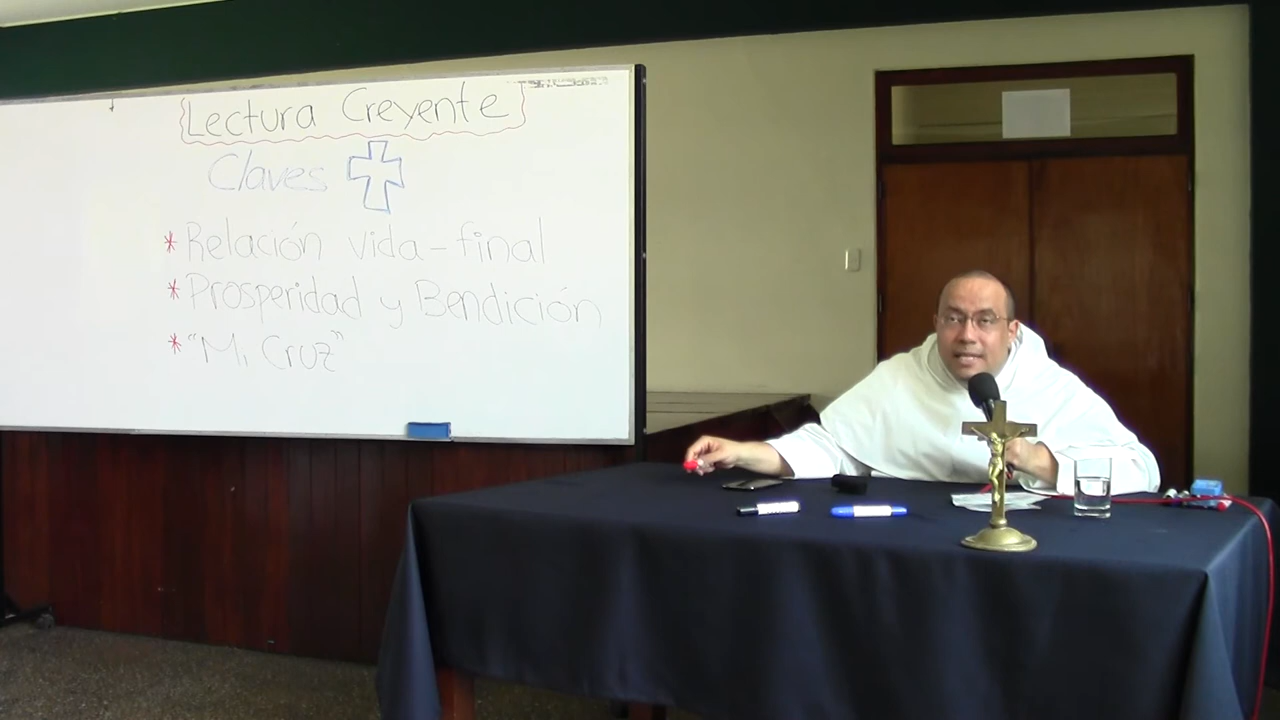 Lectura Creyente
Claves
* Relación vida - final
* Prosperidad y Bendición
* "Mi Cruz"